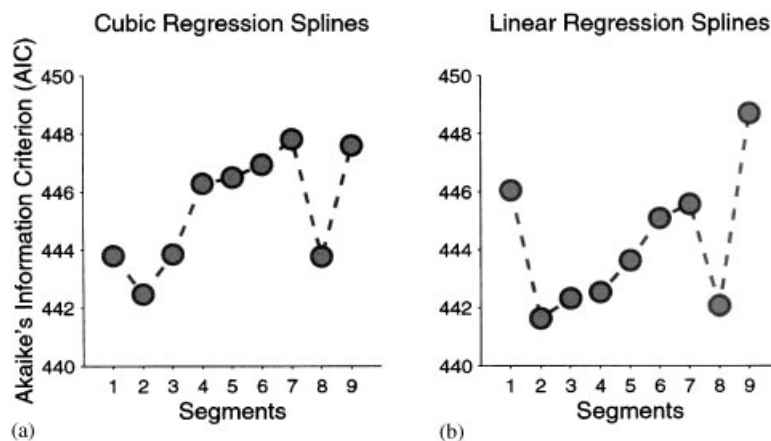 Cubic Regression Splines
Akaike's Information Criterion (AIC)
450
448
446
444
442
440
1 2 3 4 5 6 7 8 9
Segments
(a)
Linear Regression Splines
450
448
446
444
442
440
1 2 3 4 5 6 7 8 9
Segments
(b)